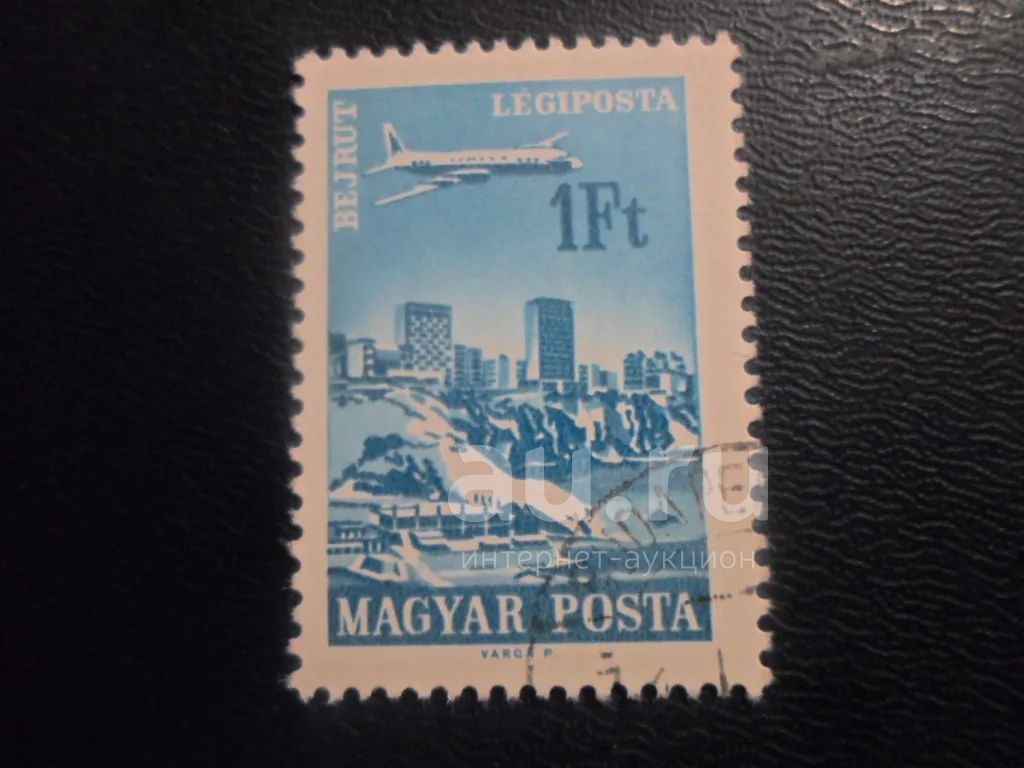 LÉGIPOSTA
BEJRUT
1Ft
au.ru
интернет-аукцион
MAGYAR POSTA
VARGA P.